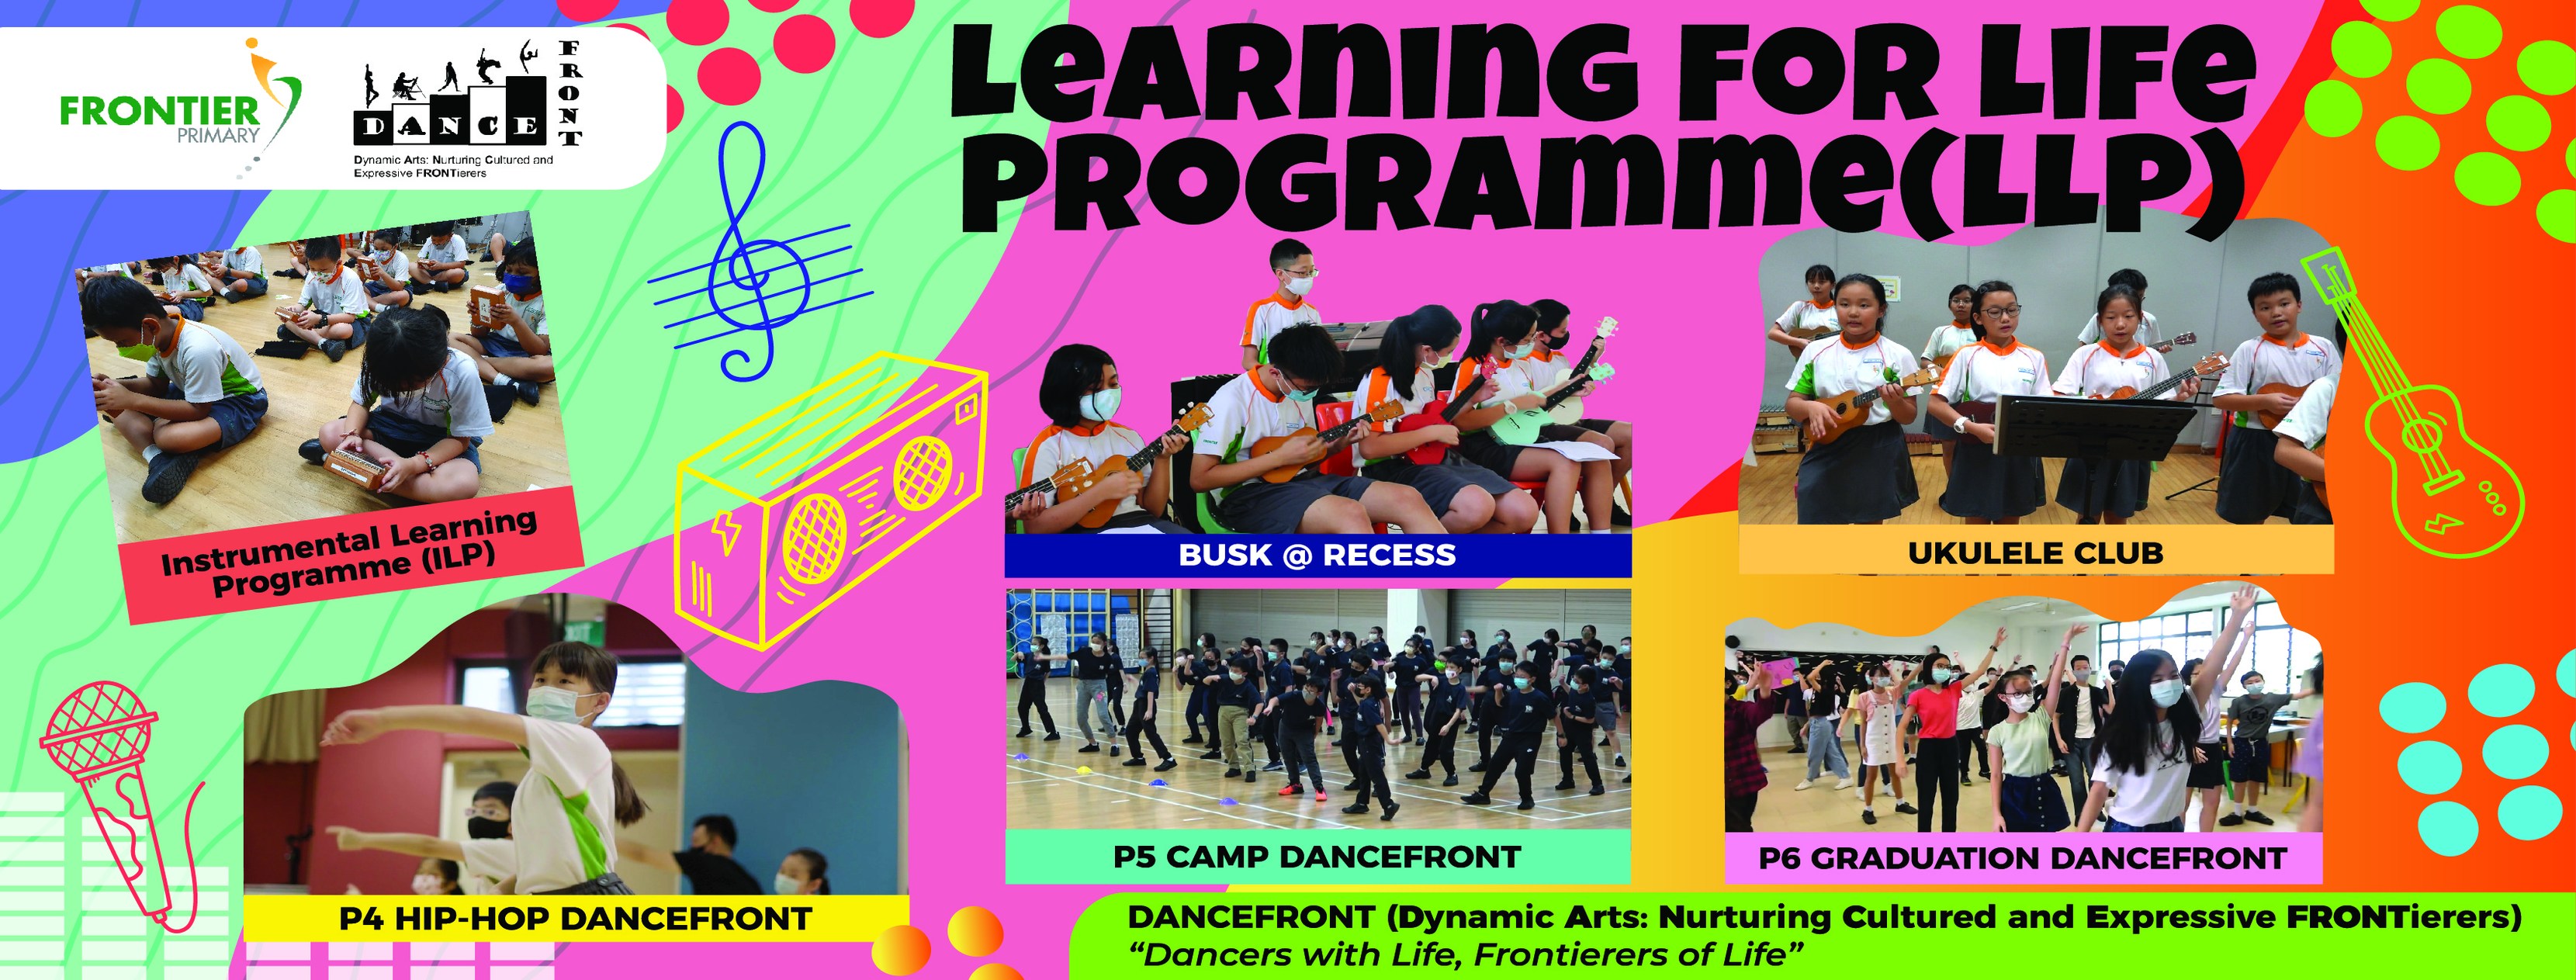 FRONTIER
PRIMARY
DANCE
FRONT
Dynamic Arts: Nurturing Cultured and
Expressive FRONTierers
LeARNING FOR LIFe
PROGRAmme(LLP)
Instrumental Learning
Programme (ILP)
BUSK @ RECESS
UKULELE CLUB
P4 HIP-HOP DANCEFRONT
P5 CAMP DANCEFRONT
P6 GRADUATION DANCEFRONT
DANCEFRONT (Dynamic Arts: Nurturing Cultured and Expressive FRONTierers)
“Dancers with Life, Frontierers of Life”